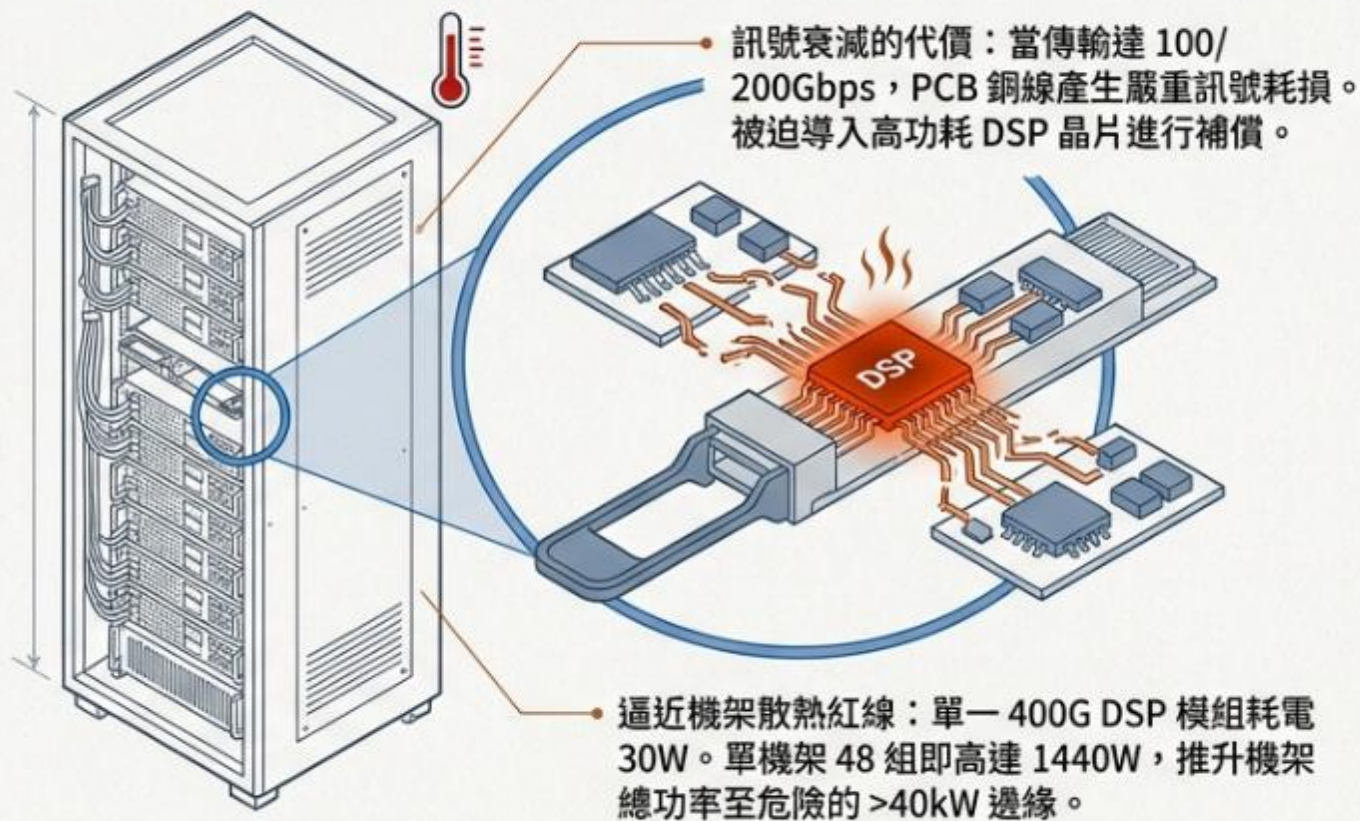 訊號衰減的代價：當傳輸達 100/
200Gbps，PCB 銅線產生嚴重訊號耗損。
被迫導入高功耗 DSP 晶片進行補償。
DSP
逼近機架散熱紅線：單一 400G DSP 模組耗電
30W。單機架 48 組即高達 1440W，推升機架
總功率至危險的 >40kW 邊緣。